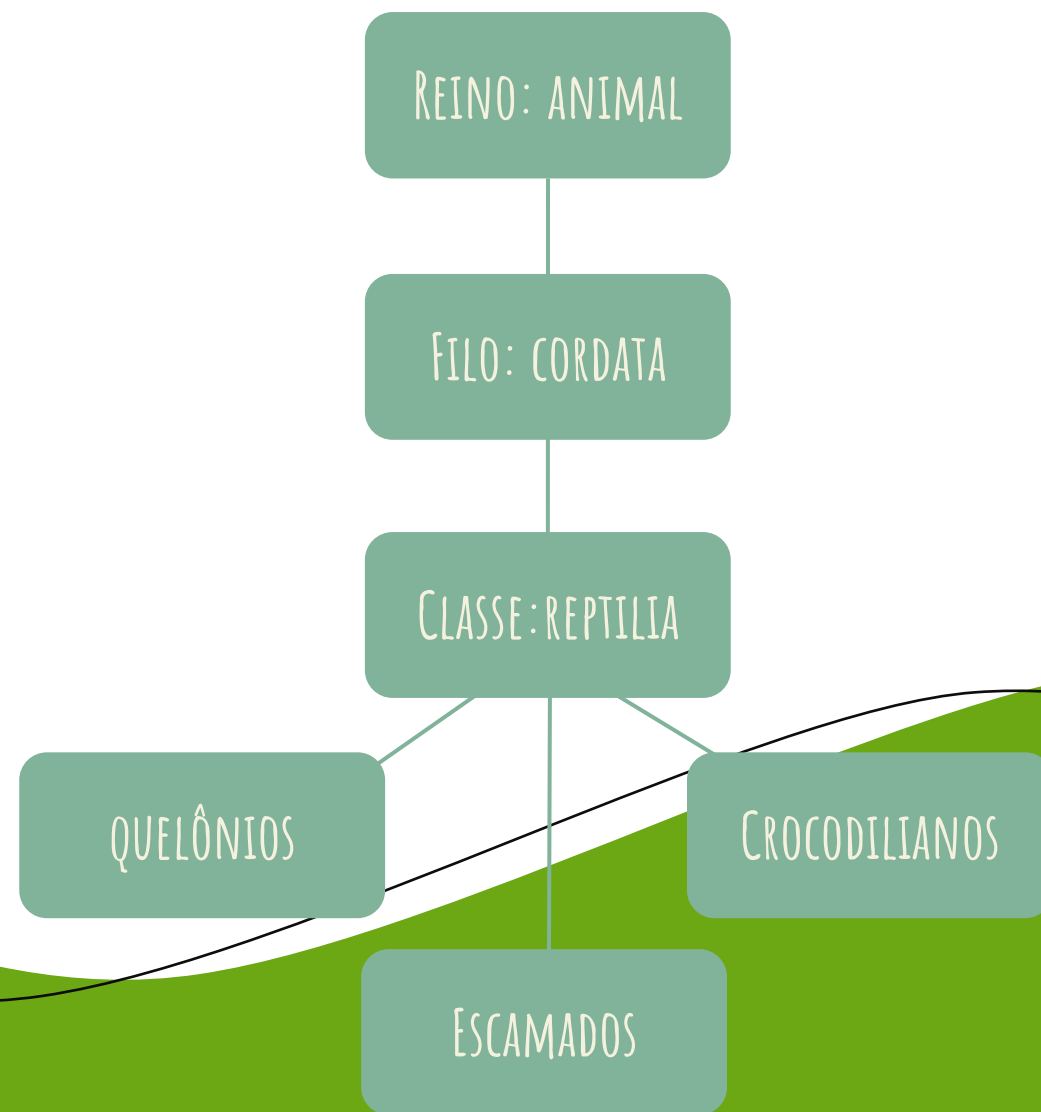 Reino: animal
Filo: cordata
Classe:reptilia
quelônios
Crocodilianos
Escamados